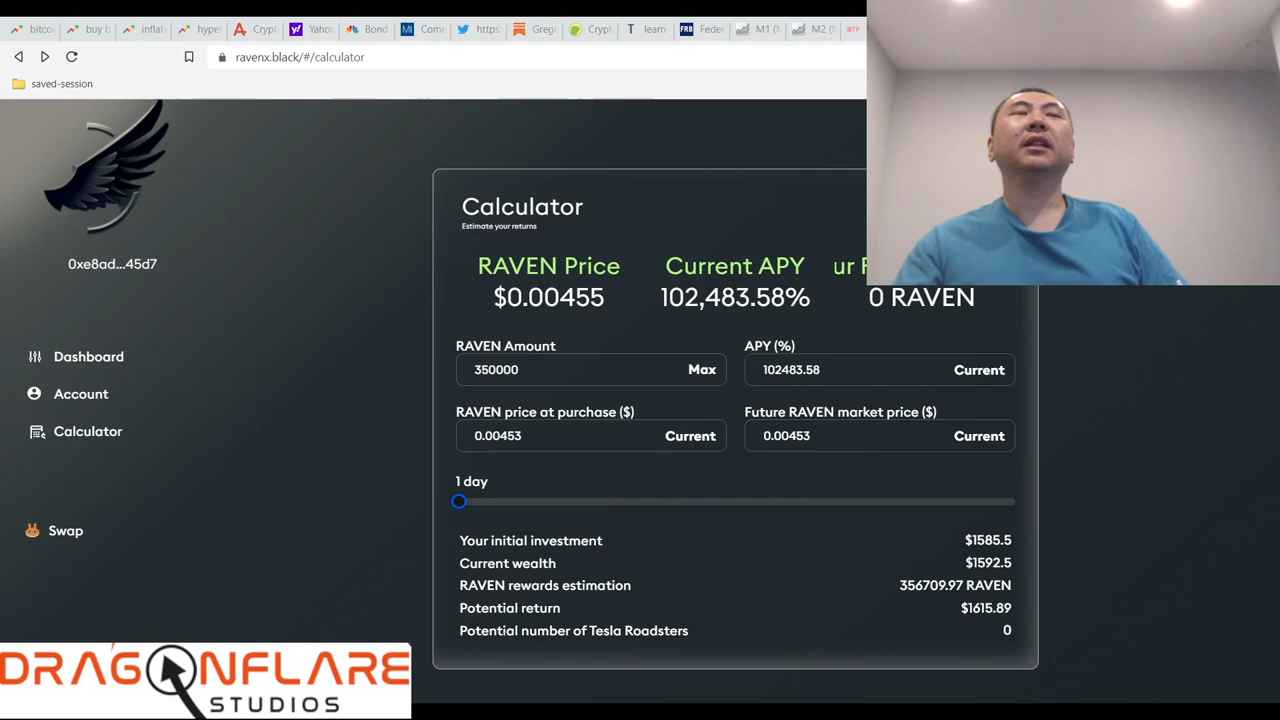 bitco
buy b
inflat
hyper
Crypt
Yaho
Bond
Com
https:
Grego
Crypt
learn-
Feder
M1 (
M2 (
ravenx.black/#/calculator
saved-session
0xe8ad...45d7
Dashboard
Account
Calculator
Swap
Calculator
Estimate your returns
RAVEN Price Current APY
$0.00455 102,483.58% 0 RAVEN
RAVEN Amount APY (%)
350000 Max 102483.58 Current
RAVEN price at purchase ($) Future RAVEN market price ($)
0.00453 Current 0.00453 Current
1 day
Your initial investment $1585.5
Current wealth $1592.5
RAVEN rewards estimation 356709.97 RAVEN
Potential return $1615.89
Potential number of Tesla Roadsters 0
DRAGONFLARE
STUDIOS